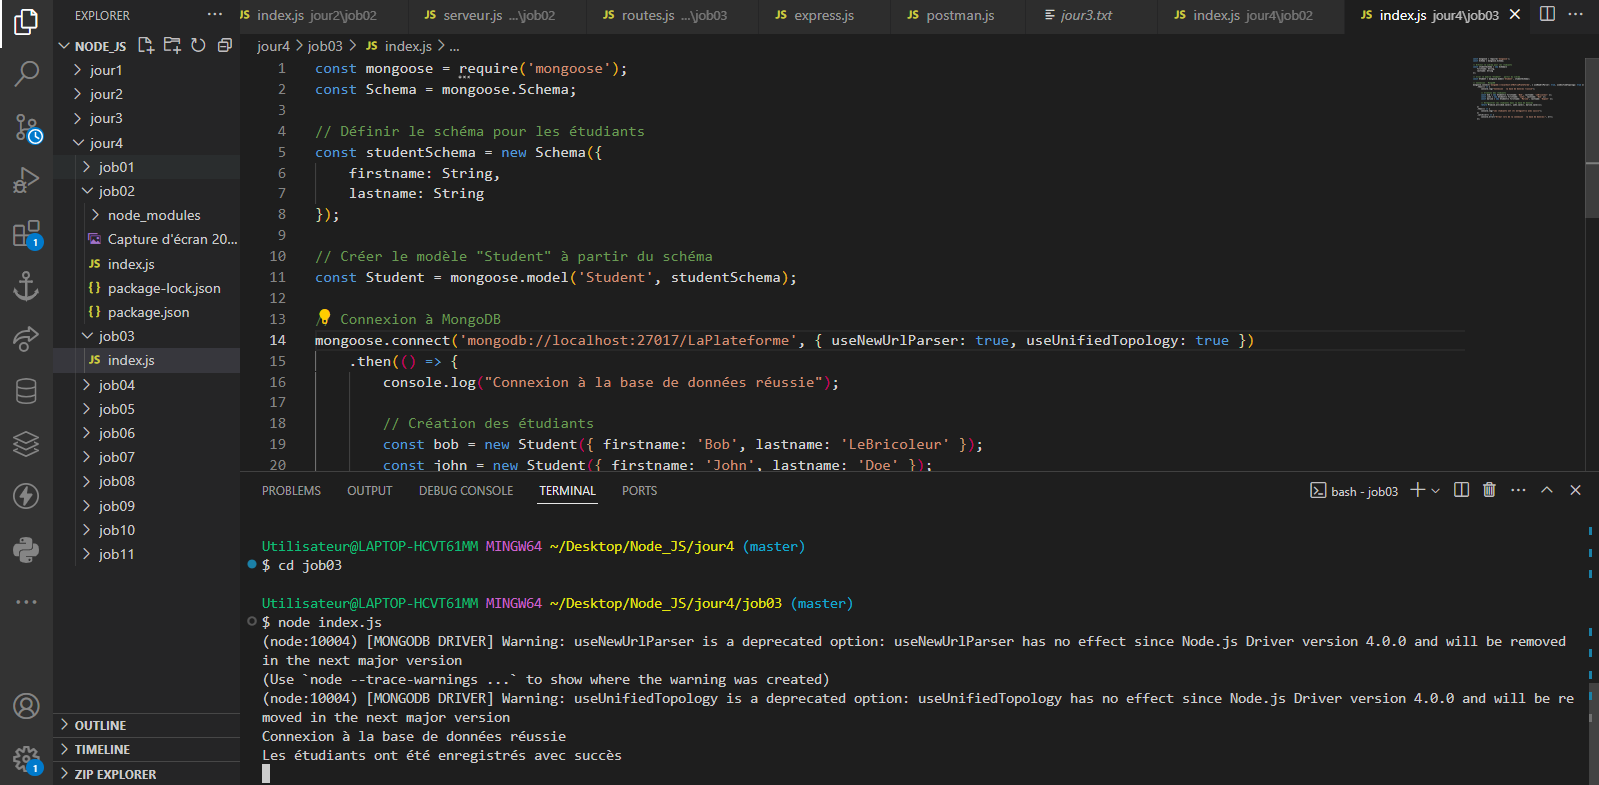 EXPLORER
NODE_JS
jour1
jour2
jour3
jour4
job01
job02
node_modules
Capture d'écran 20...
JS index.js
{} package-lock.json
{} package.json
job03
JS index.js
job04
job05
job06
job07
job08
job09
job10
job11
OUTLINE
TIMELINE
ZIP EXPLORER
1
1
JS index.js jour2\job02
JS serveur.js ...\job02
JS routes.js ...\job03
JS express.js
JS postman.js
jour3.txt
JS index.js jour4\job02
JS index.js jour4\job03
jour4 > job03 > JS index.js > ...
1 const mongoose = require('mongoose');
2 const Schema = mongoose.Schema;
3
4 // Définir le schéma pour les étudiants
5 const studentSchema = new Schema({
6 firstname: String,
7 lastname: String
8 });
9
10 // Créer le modèle "Student" à partir du schéma
11 const Student = mongoose.model('Student', studentSchema);
12
13 / Connexion à MongoDB
14 mongoose.connect('mongodb://localhost:27017/LaPlateforme', { useNewUrlParser: true, useUnifiedTopology: true })
15 .then(() => {
16 console.log("Connexion à la base de données réussie");
17
18 // Création des étudiants
19 const bob = new Student({ firstname: 'Bob', lastname: 'LeBricoleur' });
20 const john = new Student({ firstname: 'John', lastname: 'Doe' });
PROBLEMS OUTPUT DEBUG CONSOLE TERMINAL PORTS
bash - job03
Utilisateur@LAPTOP-HCVT61MM MINGW64 ~/Desktop/Node_JS/jour4 (master)
$ cd job03
Utilisateur@LAPTOP-HCVT61MM MINGW64 ~/Desktop/Node_JS/jour4/job03 (master)
$ node index.js
(node:10004) [MONGODB DRIVER] Warning: useNewUrlParser is a deprecated option: useNewUrlParser has no effect since Node.js Driver version 4.0.0 and will be removed
in the next major version
(Use `node --trace-warnings ...` to show where the warning was created)
(node:10004) [MONGODB DRIVER] Warning: useUnifiedTopology is a deprecated option: useUnifiedTopology has no effect since Node.js Driver version 4.0.0 and will be re
moved in the next major version
Connexion à la base de données réussie
Les étudiants ont été enregistrés avec succès